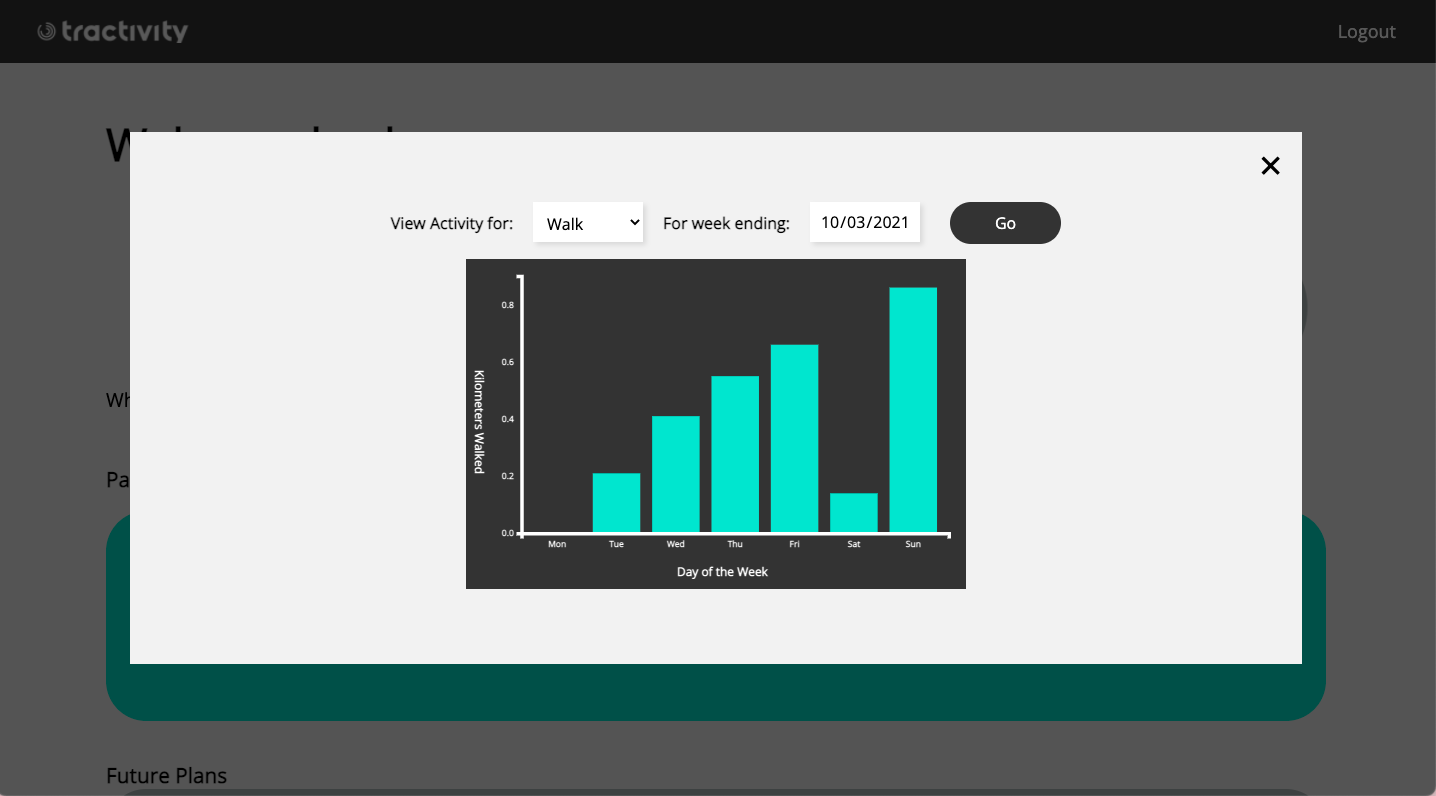 tractivity
Logout
View Activity for: Walk For week ending: 10/03/2021 Go
Kilometers Walked
0.8
0.6
0.4
0.2
0.0
Mon Tue Wed Thu Fri Sat Sun
Day of the Week
Future Plans